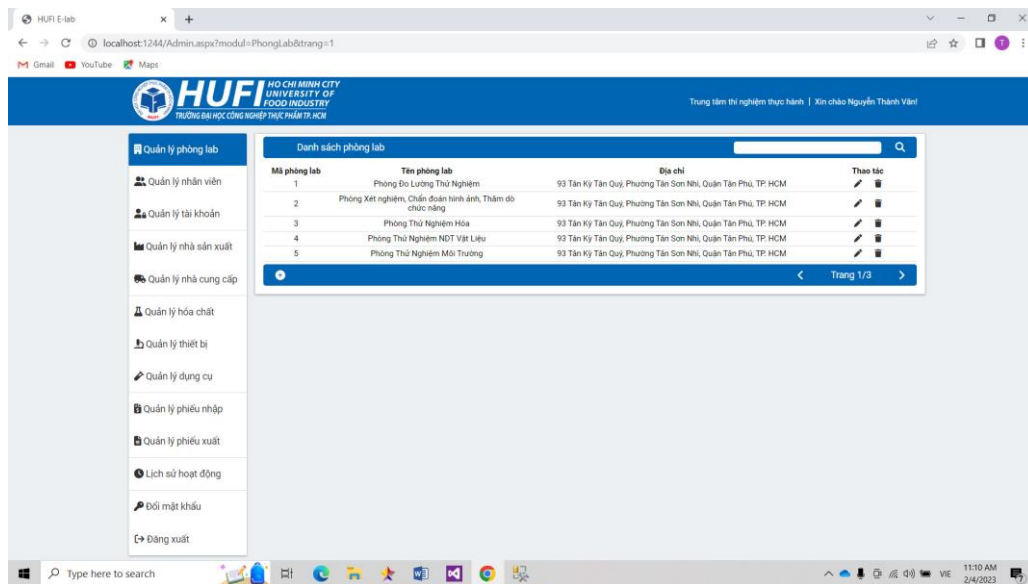 HUFI E-lab
localhost:1244/Admin.aspx?modul=PhongLab&trang=1
T
Gmail YouTube Maps
HUFI
HO CHI MINH CITY
UNIVERSITY OF
FOOD INDUSTRY
TRƯỜNG ĐẠI HỌC CÔNG NGHIỆP THỰC PHẨM TP. HCM
Trung tâm thí nghiệm thực hành | Xin chào Nguyễn Thành Văn!
Quản lý phòng lab
Quản lý nhân viên
Quản lý tài khoản
Quản lý nhà sản xuất
Quản lý nhà cung cấp
Quản lý hóa chất
Quản lý thiết bị
Quản lý dụng cụ
Quản lý phiếu nhập
Quản lý phiếu xuất
Lịch sử hoạt động
Đổi mật khẩu
Đăng xuất
Danh sách phòng lab
Mã phòng lab Tên phòng lab Địa chỉ Thao tác
1 Phòng Đo Lường Thử Nghiệm 93 Tân Kỳ Tân Quý, Phường Tân Sơn Nhì, Quận Tân Phú, TP. HCM
2 Phòng Xét nghiệm, Chẩn đoán hình ảnh, Thăm dò chức năng 93 Tân Kỳ Tân Quý, Phường Tân Sơn Nhì, Quận Tân Phú, TP. HCM
3 Phòng Thử Nghiệm Hóa 93 Tân Kỳ Tân Quý, Phường Tân Sơn Nhì, Quận Tân Phú, TP. HCM
4 Phòng Thử Nghiệm NDT Vật Liệu 93 Tân Kỳ Tân Quý, Phường Tân Sơn Nhì, Quận Tân Phú, TP. HCM
5 Phòng Thử Nghiệm Môi Trường 93 Tân Kỳ Tân Quý, Phường Tân Sơn Nhì, Quận Tân Phú, TP. HCM
Trang 1/3
Type here to search
VIE
11:10 AM
2/4/2023